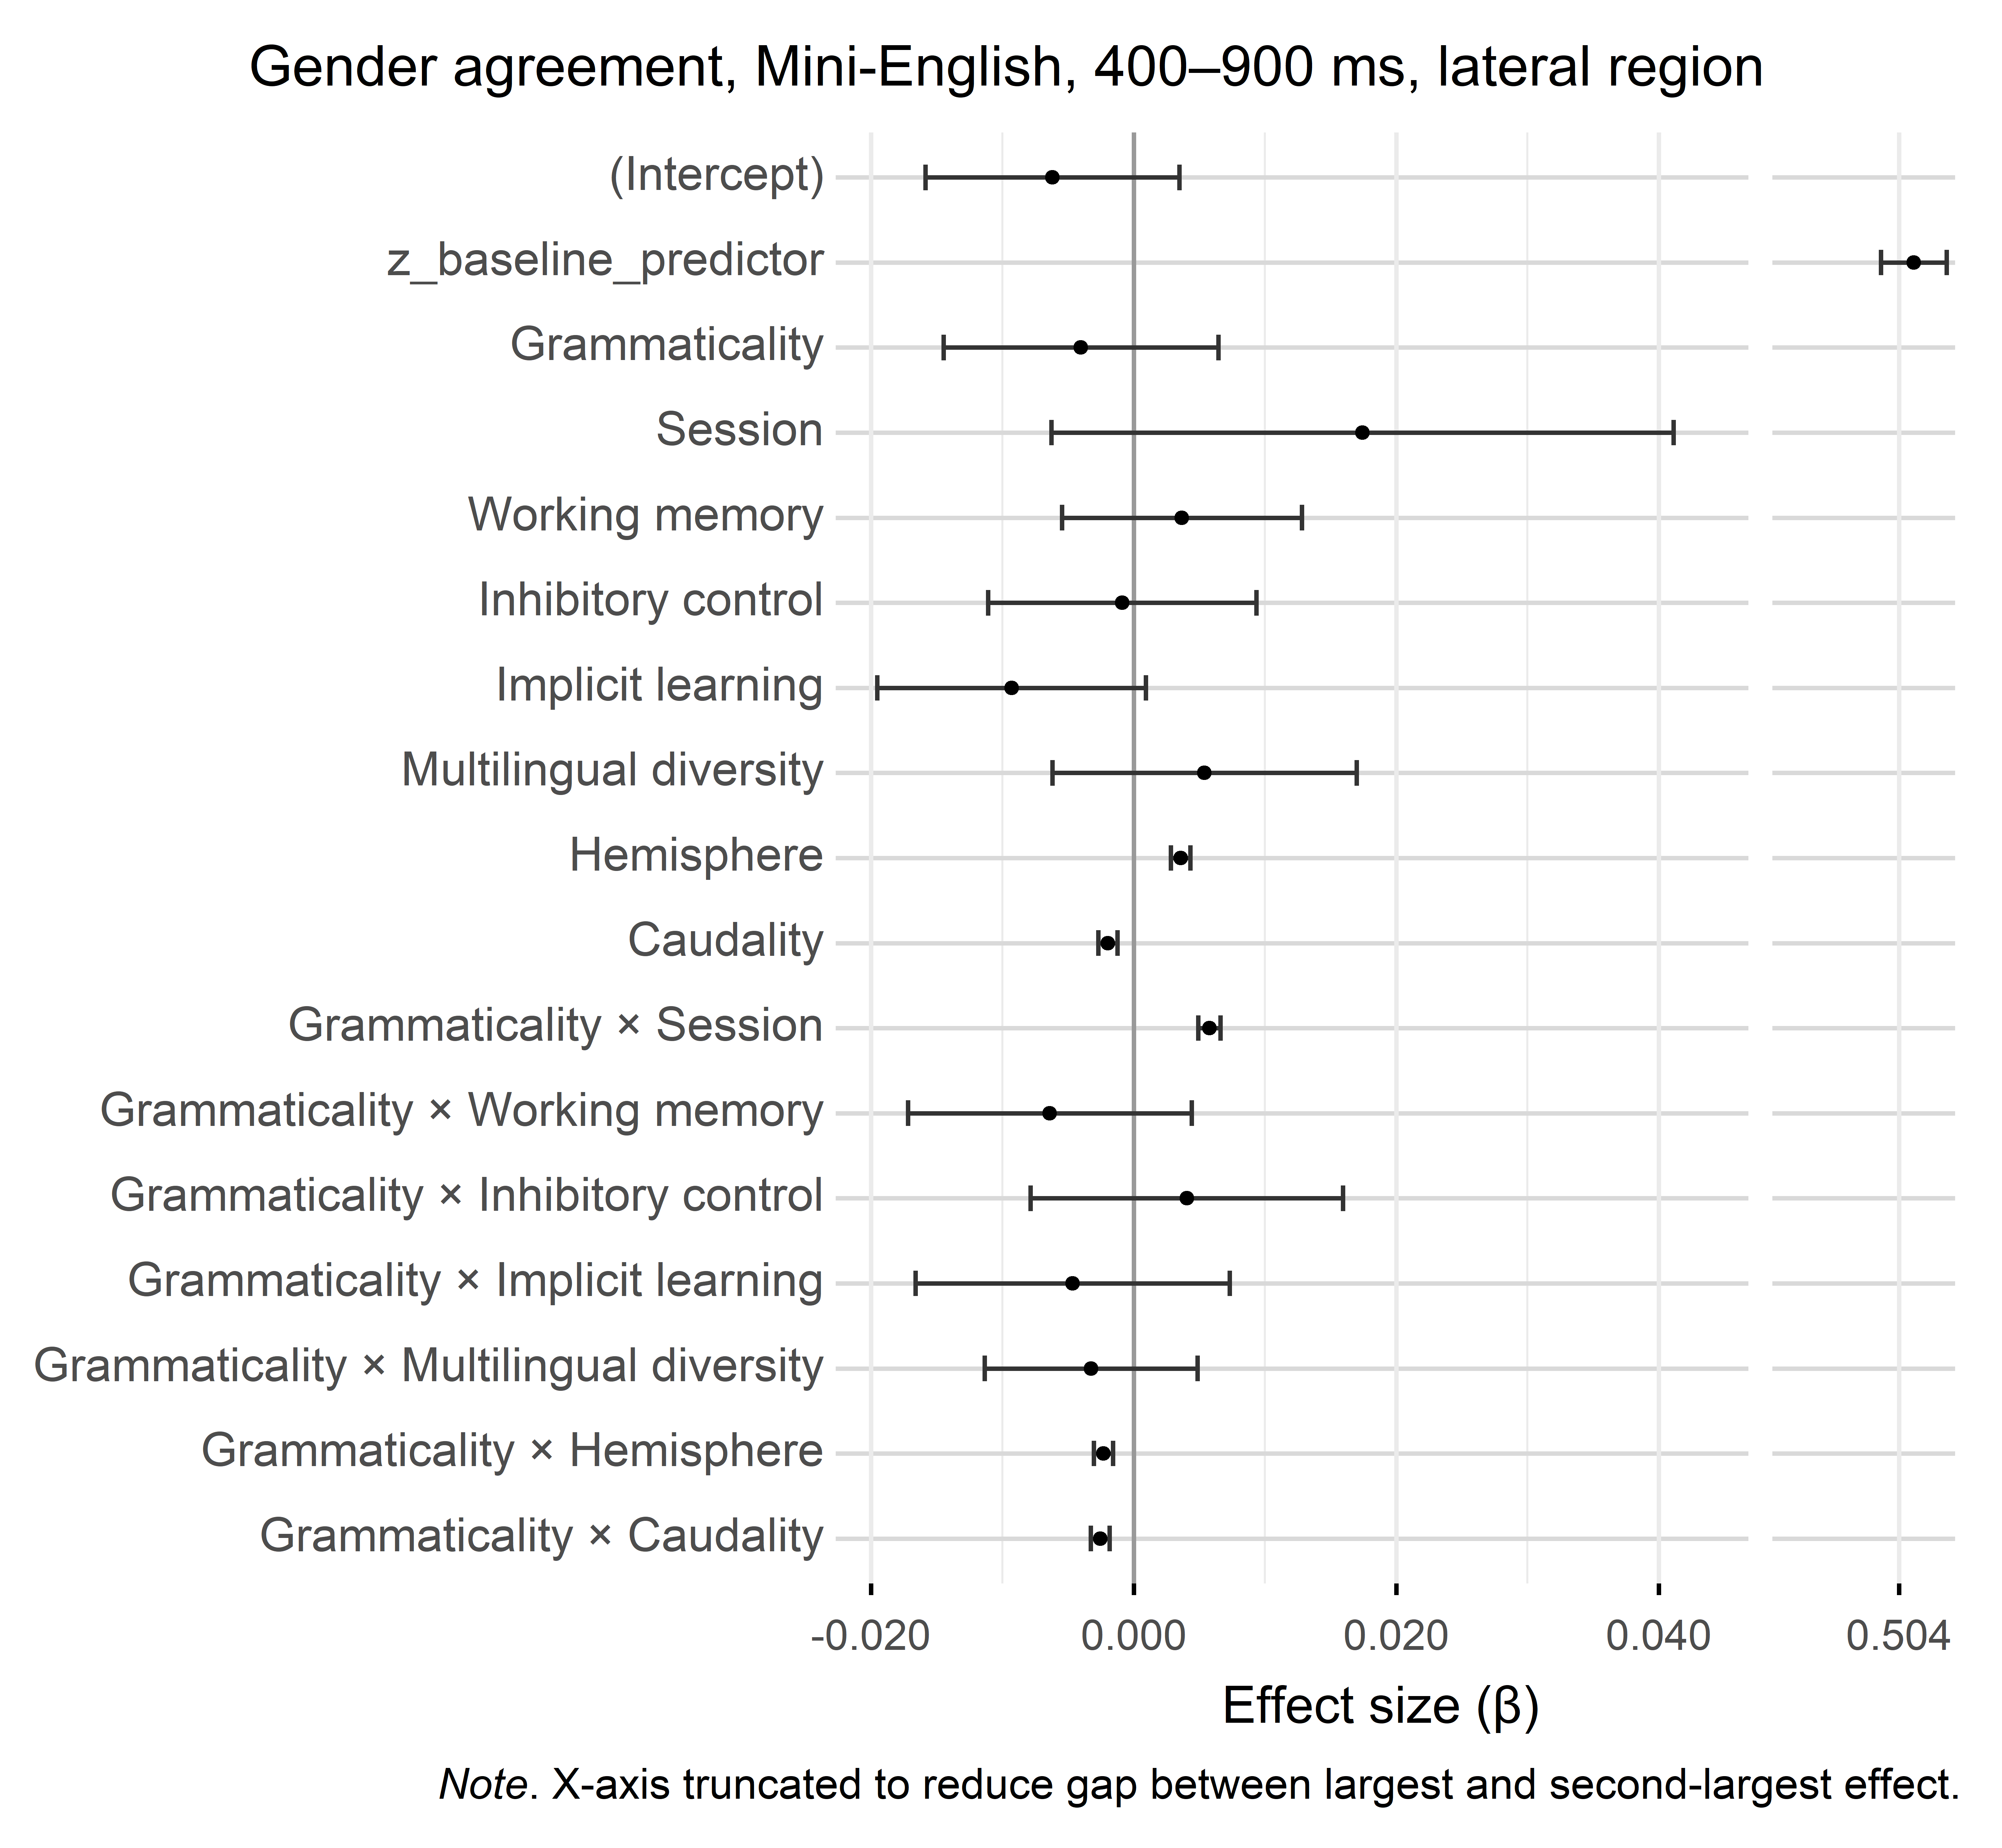 Gender agreement, Mini-English, 400–900 ms, lateral region
(Intercept)
z_baseline_predictor
Grammaticality
Session
Working memory
Inhibitory control
Implicit learning
Multilingual diversity
Hemisphere
Caudality
Grammaticality × Session
Grammaticality × Working memory
Grammaticality × Inhibitory control
Grammaticality × Implicit learning
Grammaticality × Multilingual diversity
Grammaticality × Hemisphere
Grammaticality × Caudality
-0.020 0.000 0.020 0.040 0.504
Effect size (β)
Note. X-axis truncated to reduce gap between largest and second-largest effect.